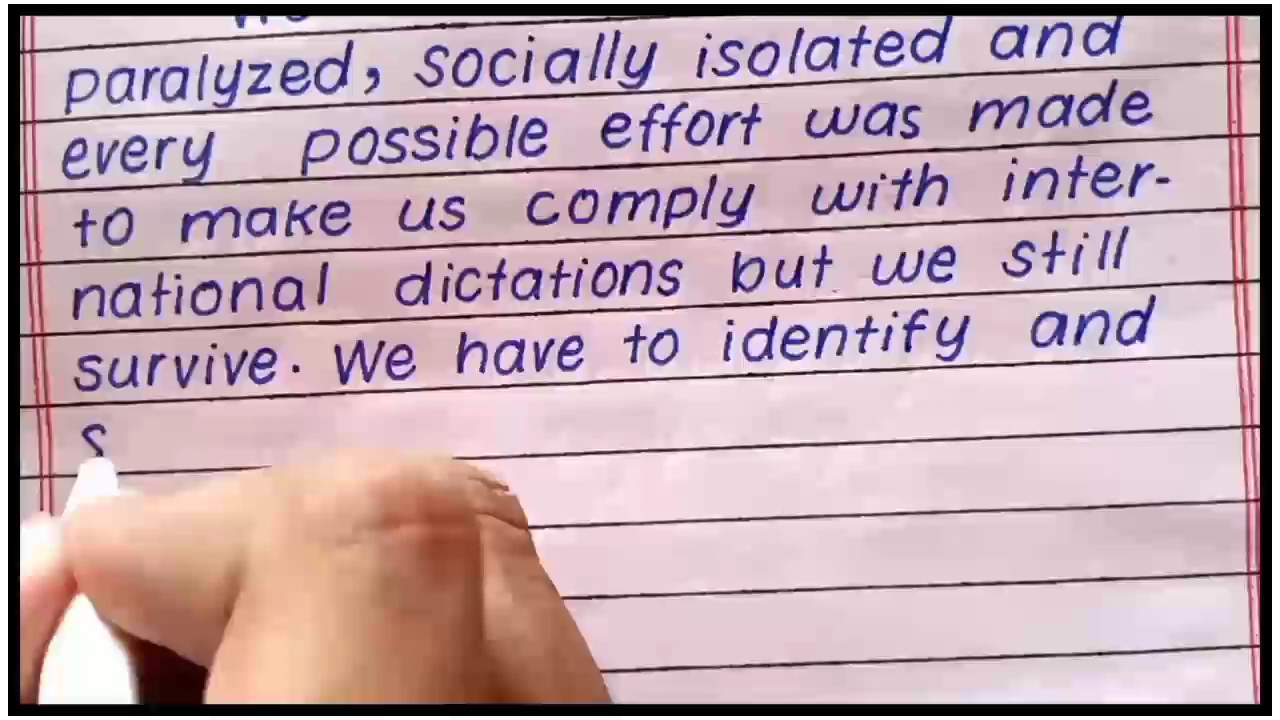 paralyzed, socially isolated and
every possible effort was made
to make us comply with inter-
national dictations but we still
survive. We have to identify and
s